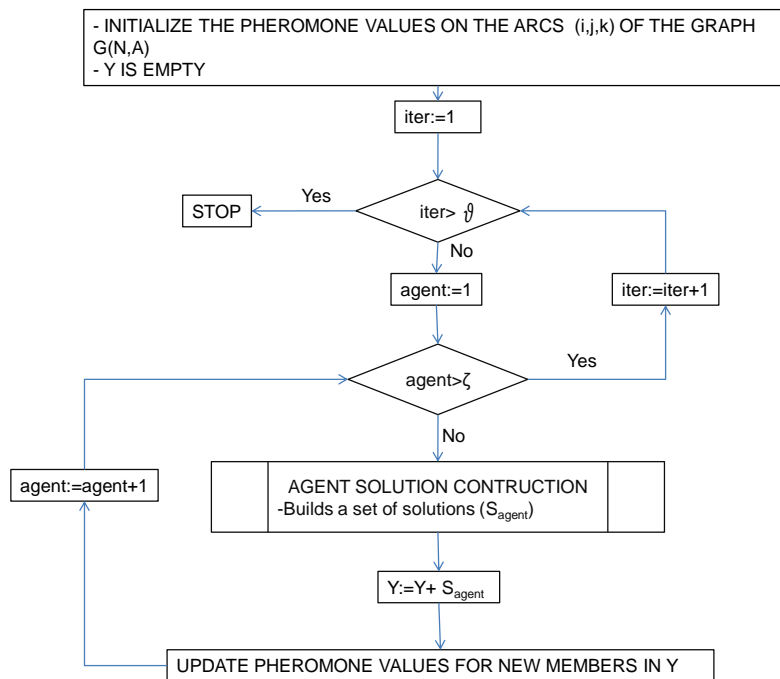 - INITIALIZE THE PHEROMONE VALUES ON THE ARCS (i,j,k) OF THE GRAPH
G(N,A)
- Y IS EMPTY
iter:=1
Yes
STOP
iter> ϑ
No
agent:=1
iter:=iter+1
Yes
agent>ζ
No
agent:=agent+1
AGENT SOLUTION CONTRUCTION
-Builds a set of solutions (Sagent)
Y:=Y+ Sagent
UPDATE PHEROMONE VALUES FOR NEW MEMBERS IN Y